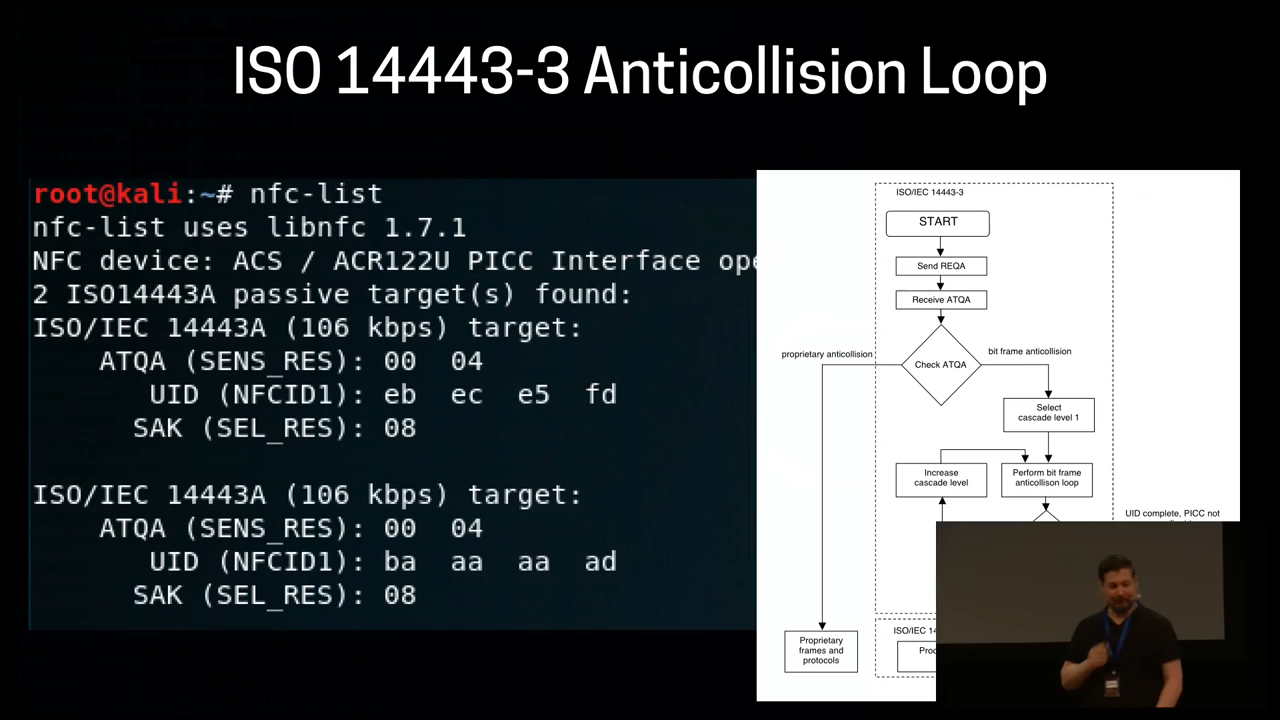 ISO 14443-3 Anticollision Loop
root@kali:~# nfc-list
nfc-list uses libnfc 1.7.1
NFC device: ACS / ACR122U PICC Interface ope
2 ISO14443A passive target(s) found:
ISO/IEC 14443A (106 kbps) target:
ATQA (SENS_RES): 00 04
UID (NFCID1): eb ec e5 fd
SAK (SEL_RES): 08
ISO/IEC 14443A (106 kbps) target:
ATQA (SENS_RES): 00 04
UID (NFCID1): ba aa aa ad
SAK (SEL_RES): 08
ISO/IEC 14443-3
START
Send REQA
Receive ATQA
proprietary anticollision
Check ATQA
bit frame anticollision
Select
cascade level 1
Increase
cascade level
Perform bit frame
anticollison loop
UID complete, PICC not
Proprietary
frames and
protocols
ISO/IEC 14